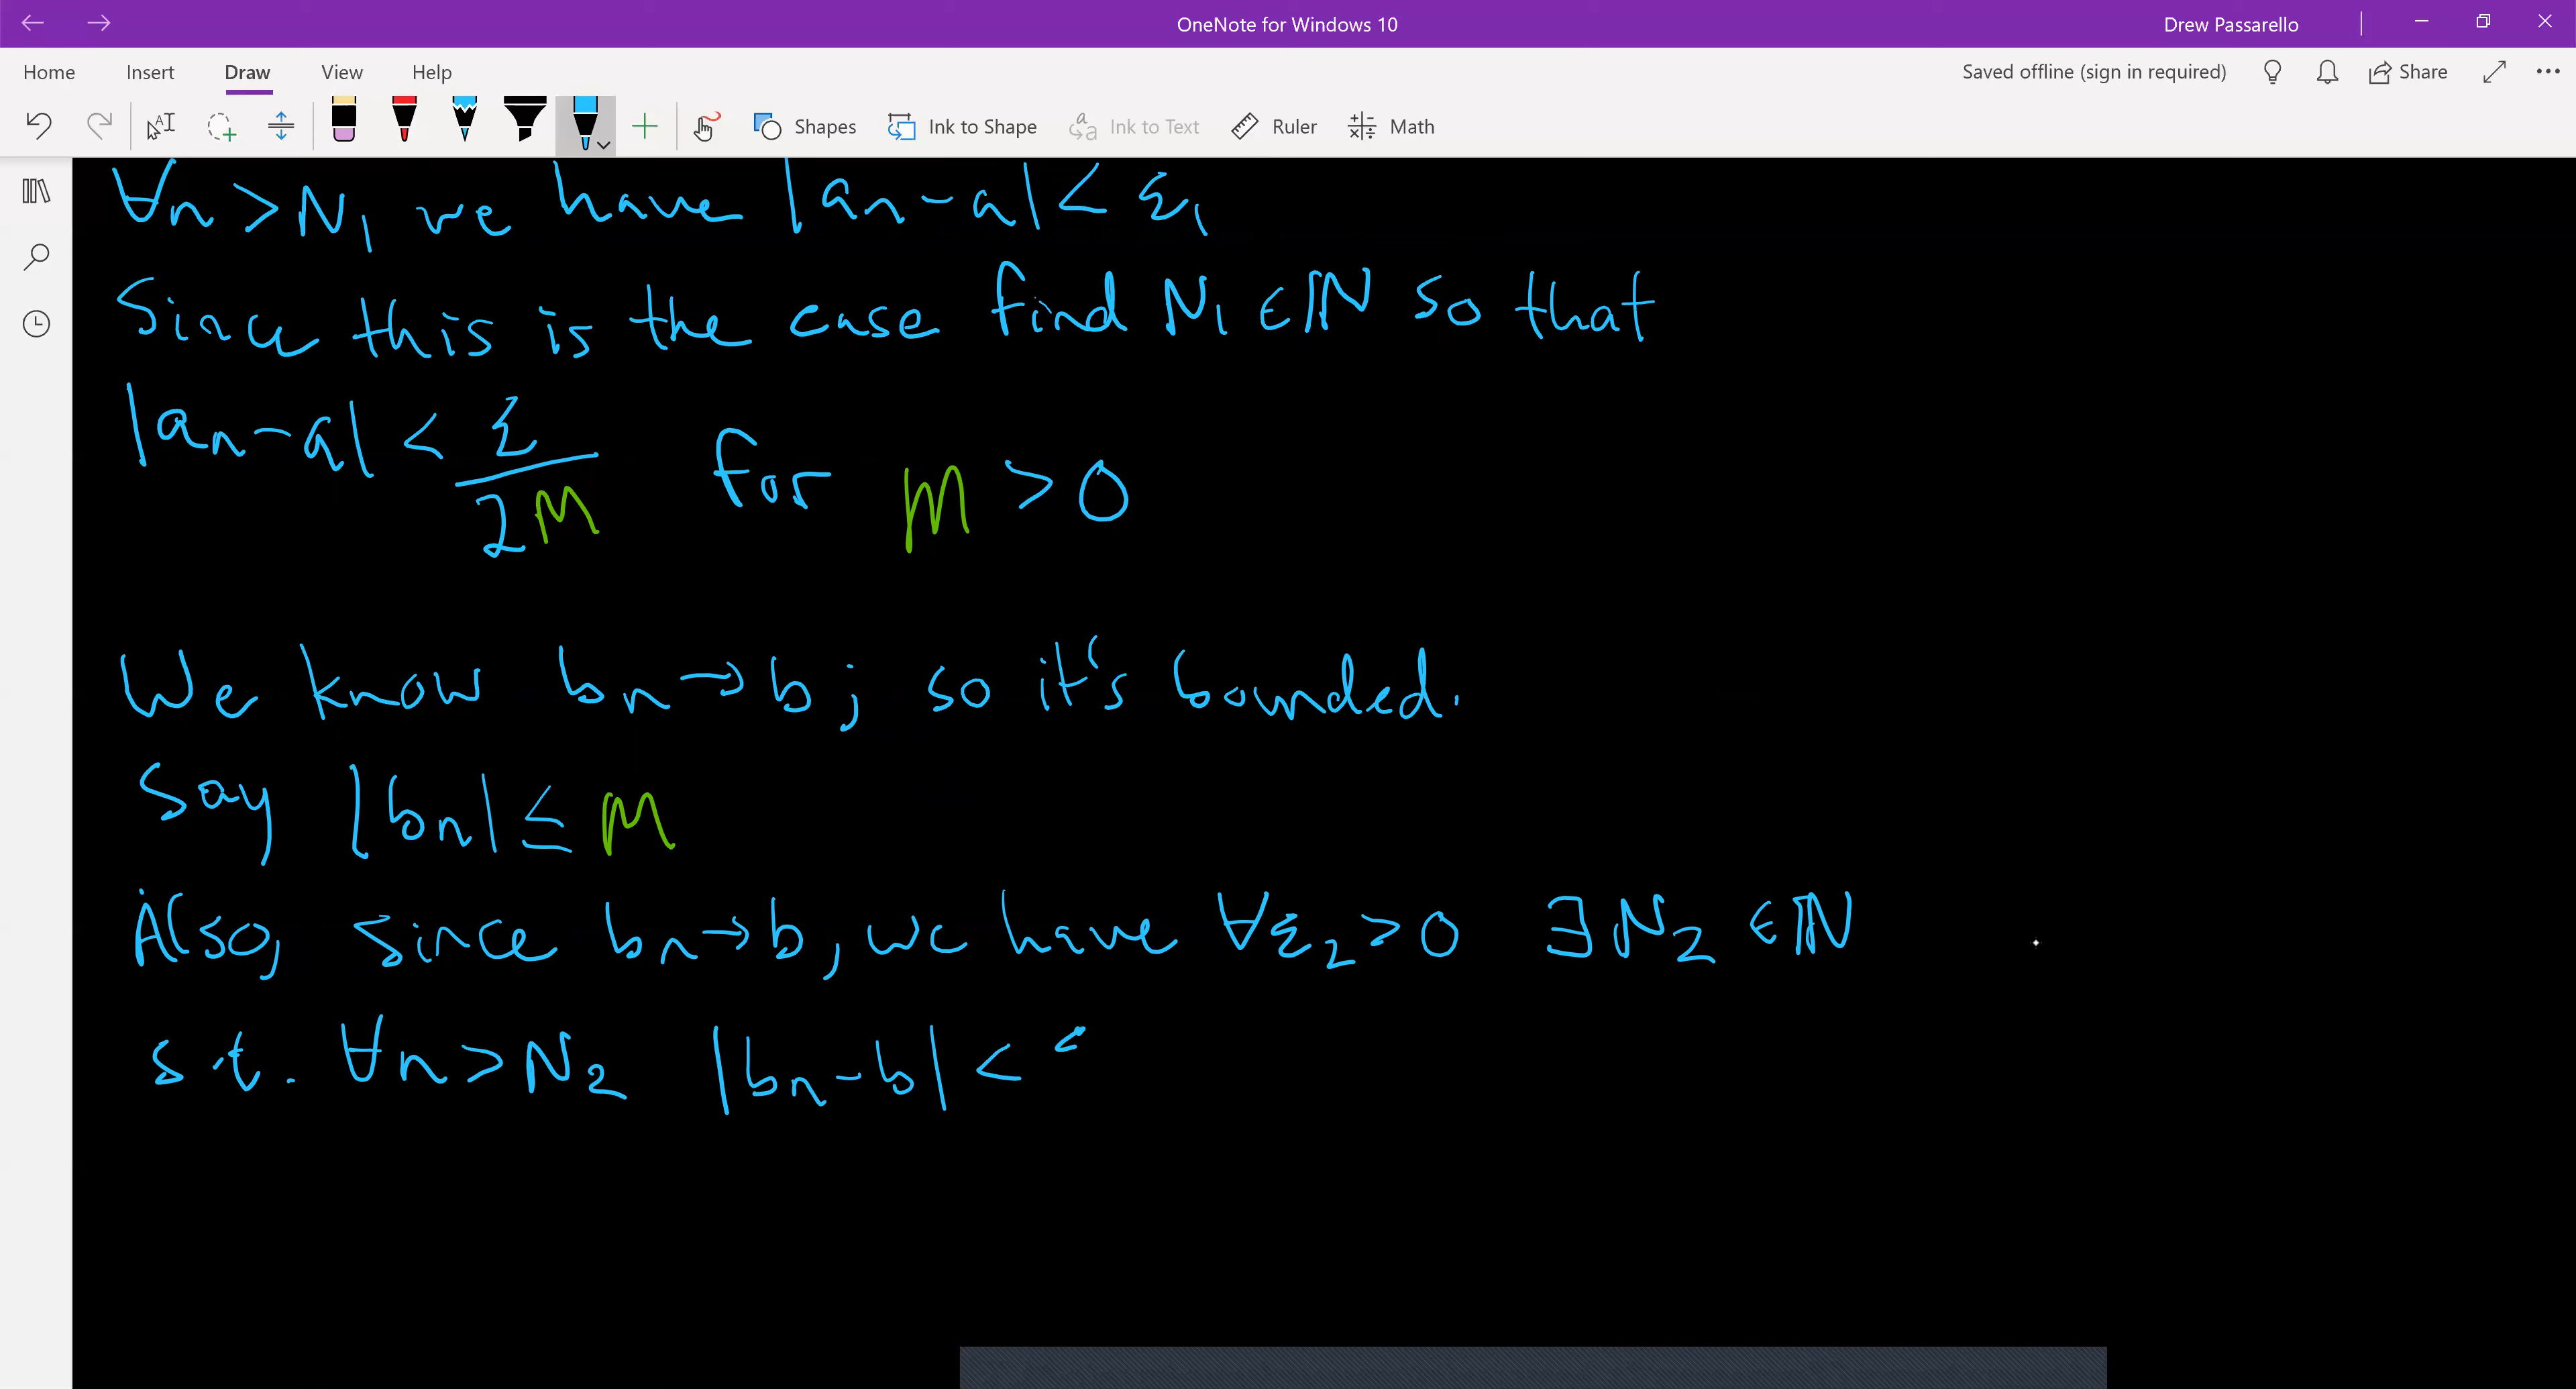 OneNote for Windows 10 Drew Passarello
Home Insert Draw View Help Saved offline (sign in required) Share
Shapes Ink to Shape Ink to Text Ruler Math
∀n > N₁ we have |aₙ - a| < ε₁
Since this is the case find N₁ ∈ ℕ so that
|aₙ - a| < ε/2M for M > 0
We know bₙ → b; so it's bounded.
Say |bₙ| ≤ M
Also, since bₙ → b, we have ∀ε₂ > 0 ∃ N₂ ∈ ℕ
s.t. ∀n > N₂ |bₙ - b| <